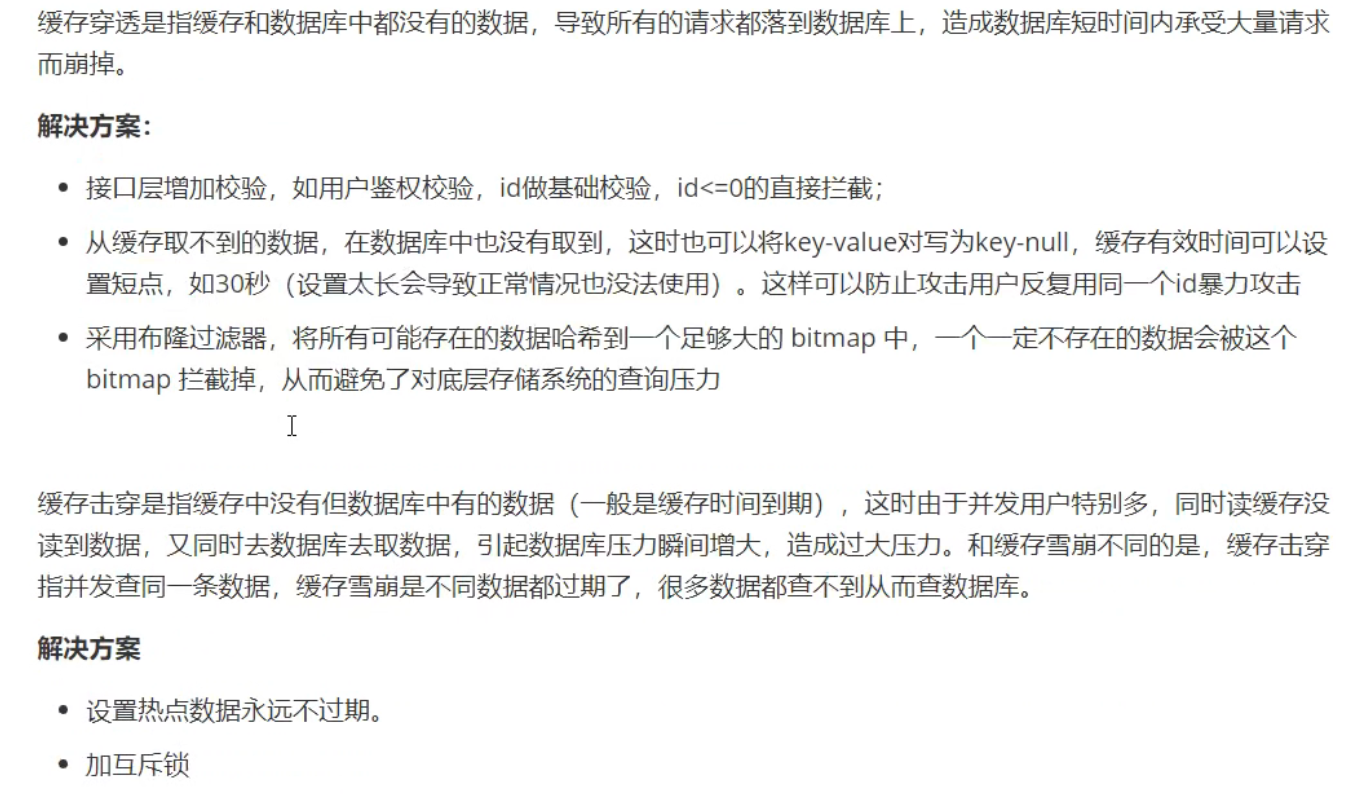 缓存穿透是指缓存和数据库中都没有的数据，导致所有的请求都落到数据库上，造成数据库短时间内承受大量请求
而崩掉。
解决方案：
接口层增加校验，如用户鉴权校验，id做基础校验，id<=0的直接拦截；
从缓存取不到的数据，在数据库中也没有取到，这时也可以将key-value对写为key-null，缓存有效时间可以设
置短点，如30秒（设置太长会导致正常情况也没法使用）。这样可以防止攻击用户反复用同一个id暴力攻击
采用布隆过滤器，将所有可能存在的数据哈希到一个足够大的 bitmap 中，一个一定不存在的数据会被这个
bitmap 拦截掉，从而避免了对底层存储系统的查询压力
缓存击穿是指缓存中没有但数据库中有的数据（一般是缓存时间到期），这时由于并发用户特别多，同时读缓存没
读到数据，又同时去数据库去取数据，引起数据库压力瞬间增大，造成过大压力。和缓存雪崩不同的是，缓存击穿
指并发查同一条数据，缓存雪崩是不同数据都过期了，很多数据都查不到从而查数据库。
解决方案
设置热点数据永远不过期。
加互斥锁